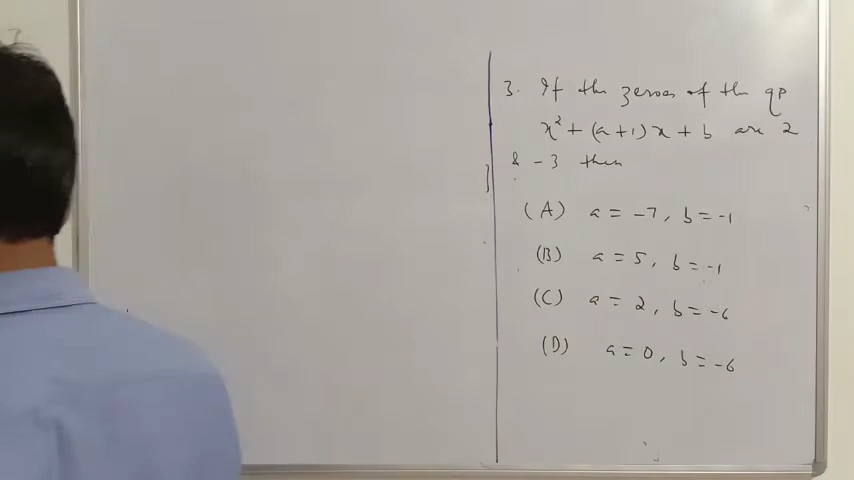 3. If the zeroes of the qp
x² + (a+1)x + b are 2
& -3 then
(A) a = -7, b = -1
(B) a = 5, b = -1
(C) a = 2, b = -6
(D) a = 0, b = -6